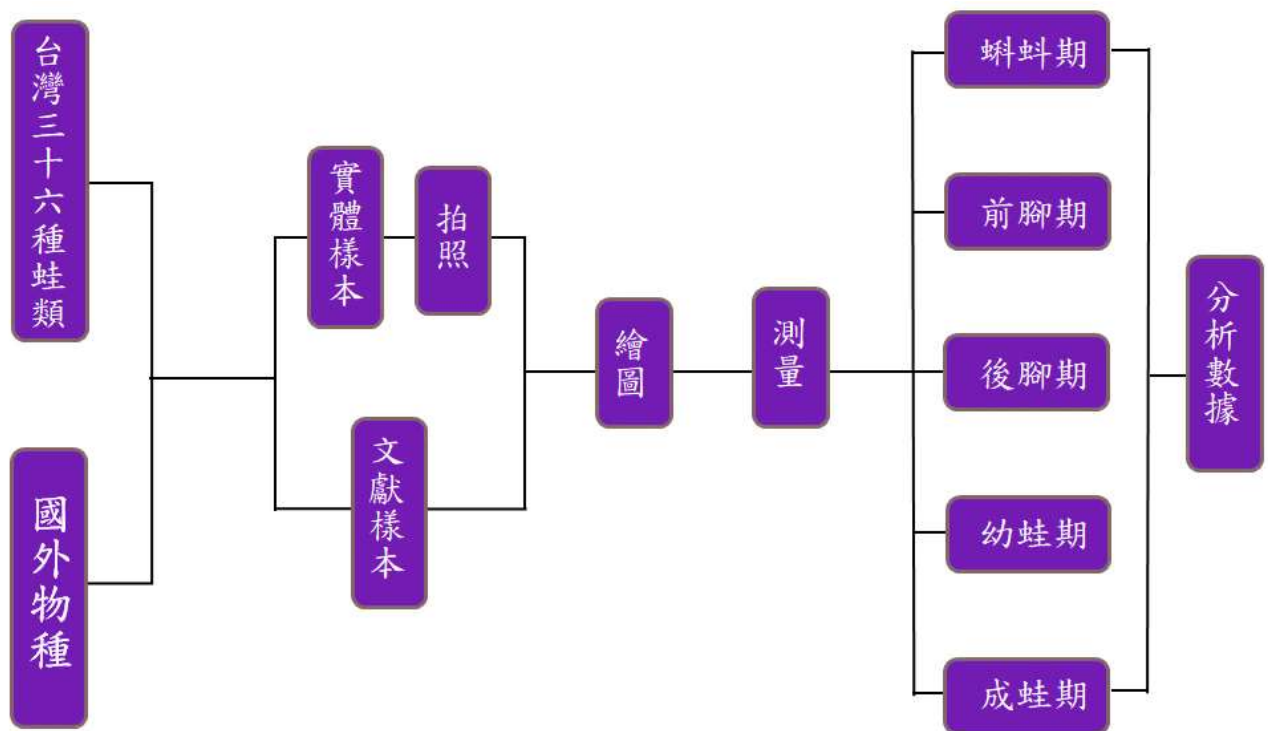 台灣三十六種蛙類
國外物種
實體樣本
拍照
文獻樣本
繪圖
測量
蝌蚪期
前腳期
後腳期
幼蛙期
成蛙期
分析數據